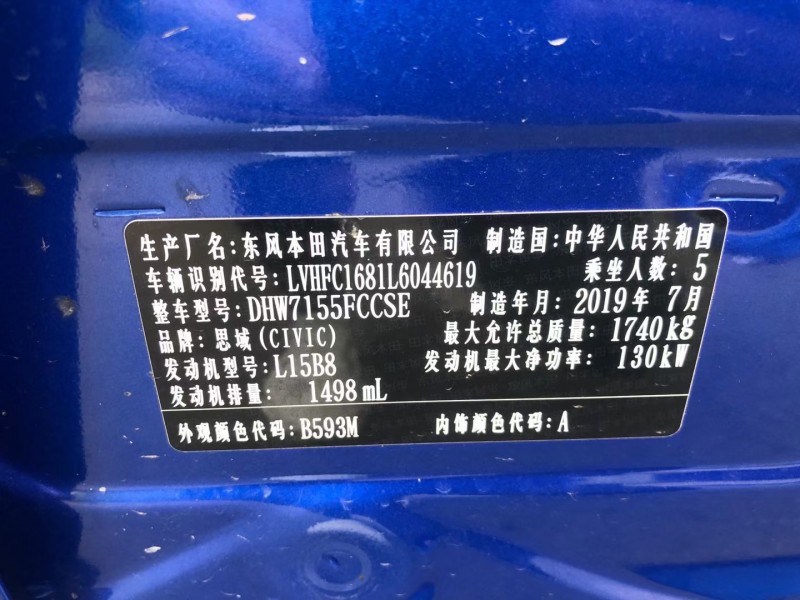 生产厂名:东风本田汽车有限公司 制造国:中华人民共和国
车辆识别代号:LVHFC1681L6044619 乘坐人数:5
整车型号:DHW7155FCCSE 制造年月:2019年7月
品牌:思域(CIVIC) 最大允许总质量:1740kg
发动机型号:L15B8 发动机最大净功率:130kW
发动机排量: 1498mL
外观颜色代码:B593M 内饰颜色代码:A